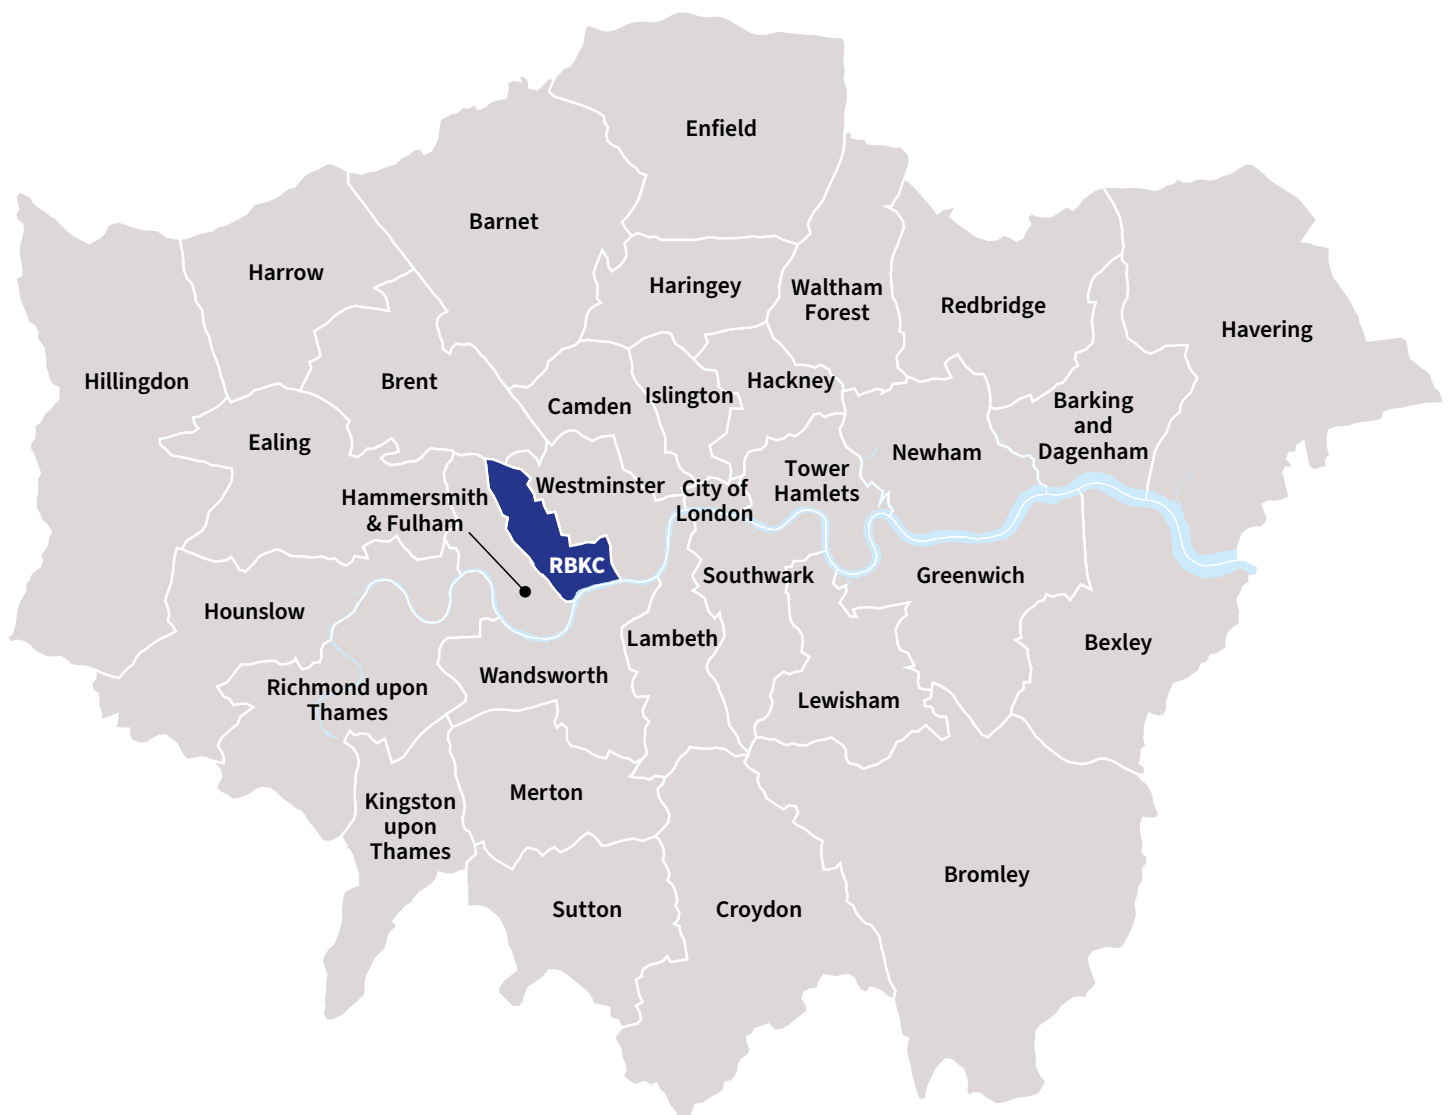 Enfield
Barnet
Harrow
Haringey
Waltham
Forest
Redbridge
Havering
Hillingdon
Brent
Camden
Islington
Hackney
Barking
and
Dagenham
Ealing
Newham
Hammersmith
& Fulham
Westminster
City of
London
Tower
Hamlets
RBKC
Southwark
Greenwich
Hounslow
Lambeth
Bexley
Richmond upon
Thames
Wandsworth
Lewisham
Kingston
upon
Thames
Merton
Bromley
Sutton
Croydon